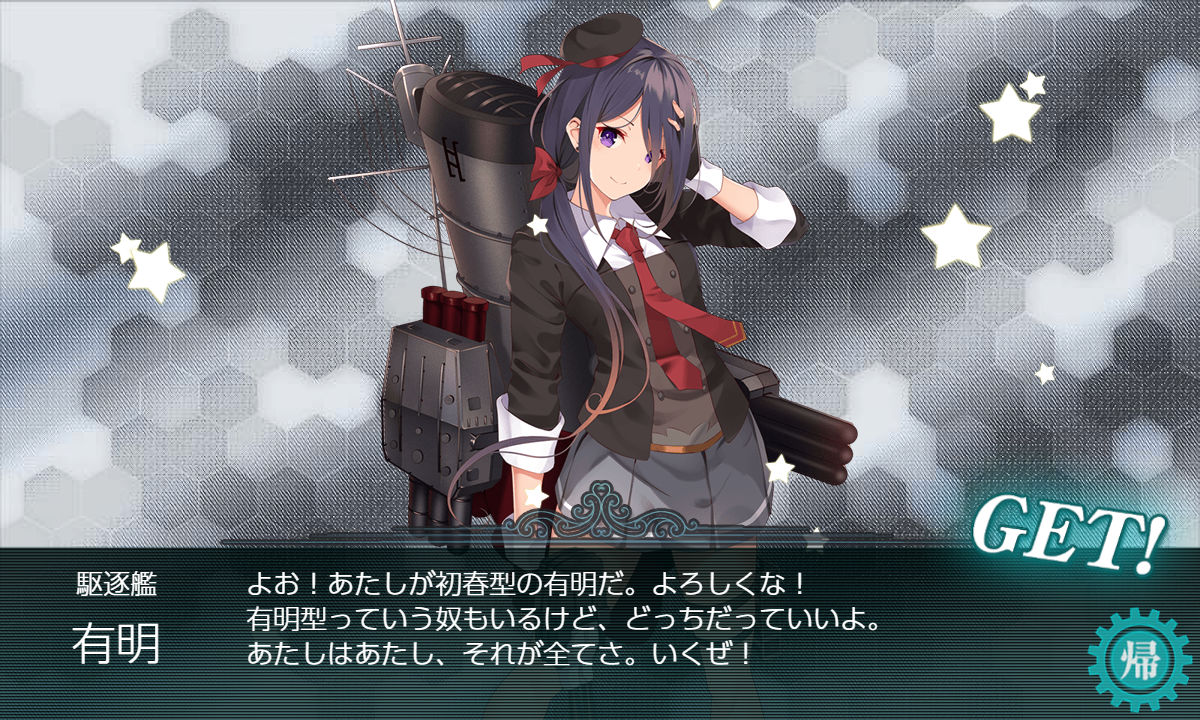 GET!
駆逐艦
有明
よお！あたしが初春型の有明だ。よろしくな！
有明型っていう奴もいるけど、どっちだっていいよ。
あたしはあたし、それが全てさ。いくぜ！
帰